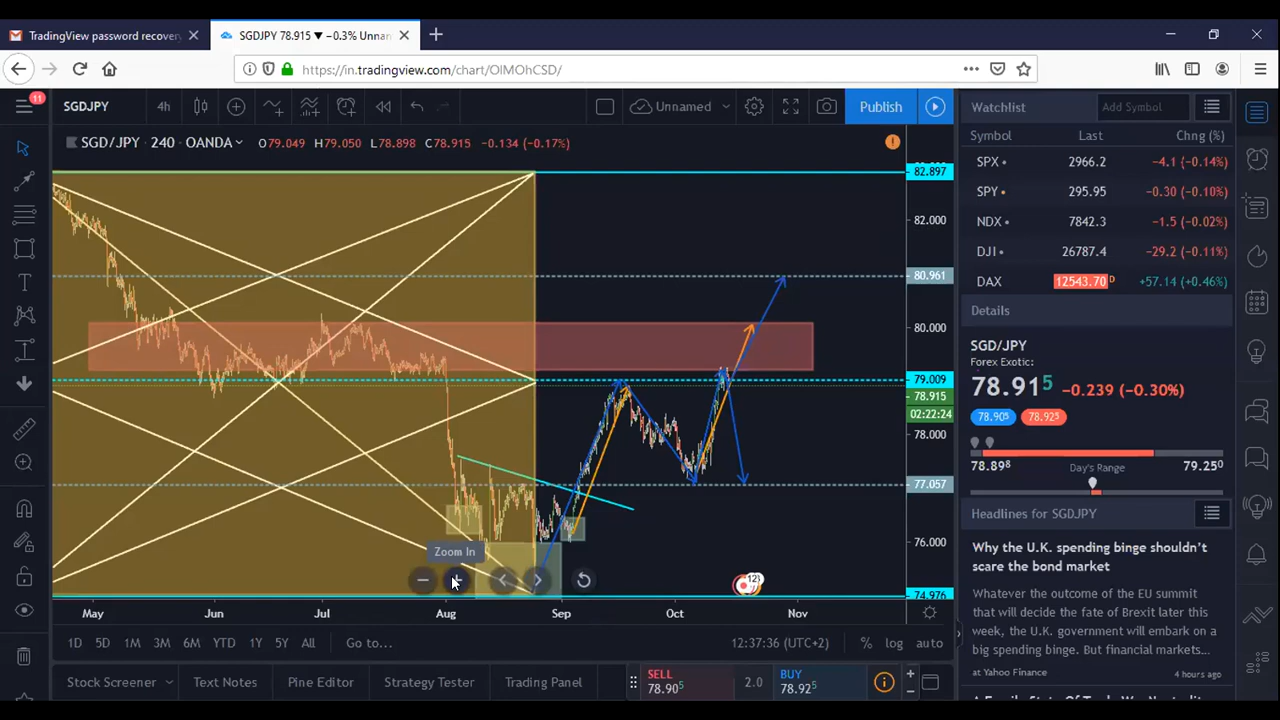 TradingView password recovery
SGDJPY 78.915 ▼ −0.3% Unnar
https://in.tradingview.com/chart/OIMOhCSD/
11
SGDJPY
4h
Unnamed
Publish
Watchlist
Add Symbol
SGD/JPY · 240 · OANDA
O79.049 H79.050 L78.898 C78.915 −0.134 (−0.17%)
Symbol Last Chng (%)
SPX 2966.2 −4.1 (−0.14%)
SPY 295.95 −0.30 (−0.10%)
NDX 7842.3 −1.5 (−0.02%)
DJI 26787.4 −29.2 (−0.11%)
DAX 12543.70 D +57.14 (+0.46%)
82.897
82.000
80.961
80.000
79.009
78.915
02:22:24
78.000
77.057
76.000
74.976
Details
SGD/JPY
Forex Exotic:
78.915 −0.239 (−0.30%)
78.905 78.925
78.898 Day's Range 79.250
Headlines for SGDJPY
Why the U.K. spending binge shouldn't
scare the bond market
Whatever the outcome of the EU summit
that will decide the fate of Brexit later this
week, the U.K. government will embark on
a big spending binge. But financial markets...
at Yahoo Finance 4 hours ago
Zoom In
12
May Jun Jul Aug Sep Oct Nov
1D 5D 1M 3M 6M YTD 1Y 5Y All Go to...
12:37:36 (UTC+2) % log auto
Stock Screener Text Notes Pine Editor Strategy Tester Trading Panel
SELL
78.905
2.0
BUY
78.925